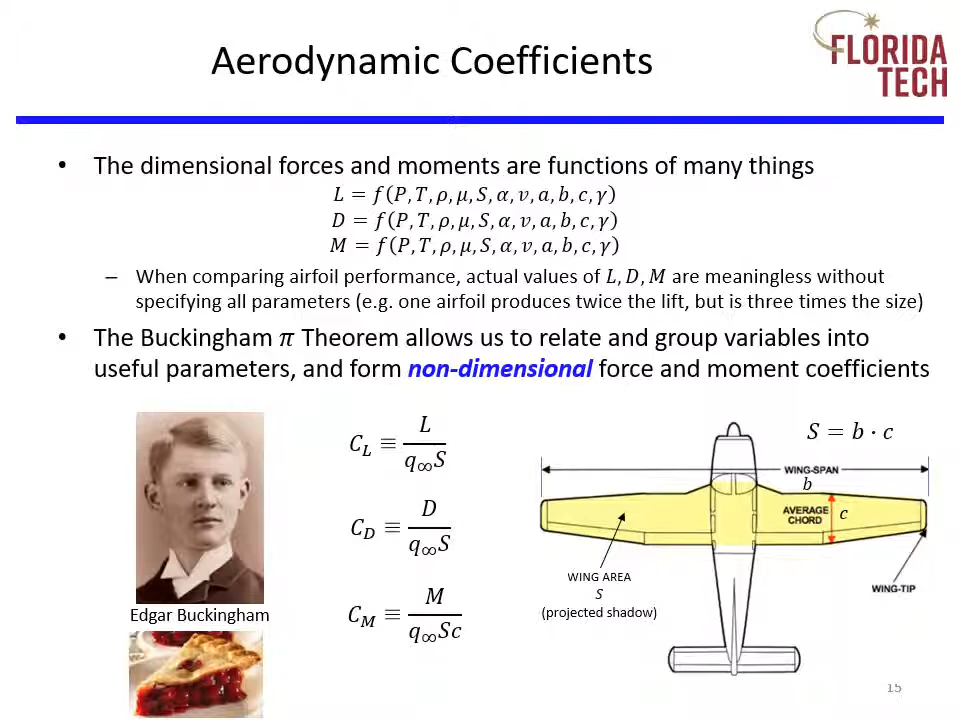 Aerodynamic Coefficients
FLORIDA
TECH
• The dimensional forces and moments are functions of many things
L = f(P, T, ρ, μ, S, α, v, a, b, c, γ)
D = f(P, T, ρ, μ, S, α, v, a, b, c, γ)
M = f(P, T, ρ, μ, S, α, v, a, b, c, γ)
– When comparing airfoil performance, actual values of L, D, M are meaningless without
specifying all parameters (e.g. one airfoil produces twice the lift, but is three times the size)
• The Buckingham π Theorem allows us to relate and group variables into
useful parameters, and form non-dimensional force and moment coefficients
Edgar Buckingham
C_L ≡ L / q_∞S
C_D ≡ D / q_∞S
C_M ≡ M / q_∞Sc
S = b · c
WING-SPAN
b
AVERAGE
CHORD
c
WING AREA
S
(projected shadow)
WING-TIP
15